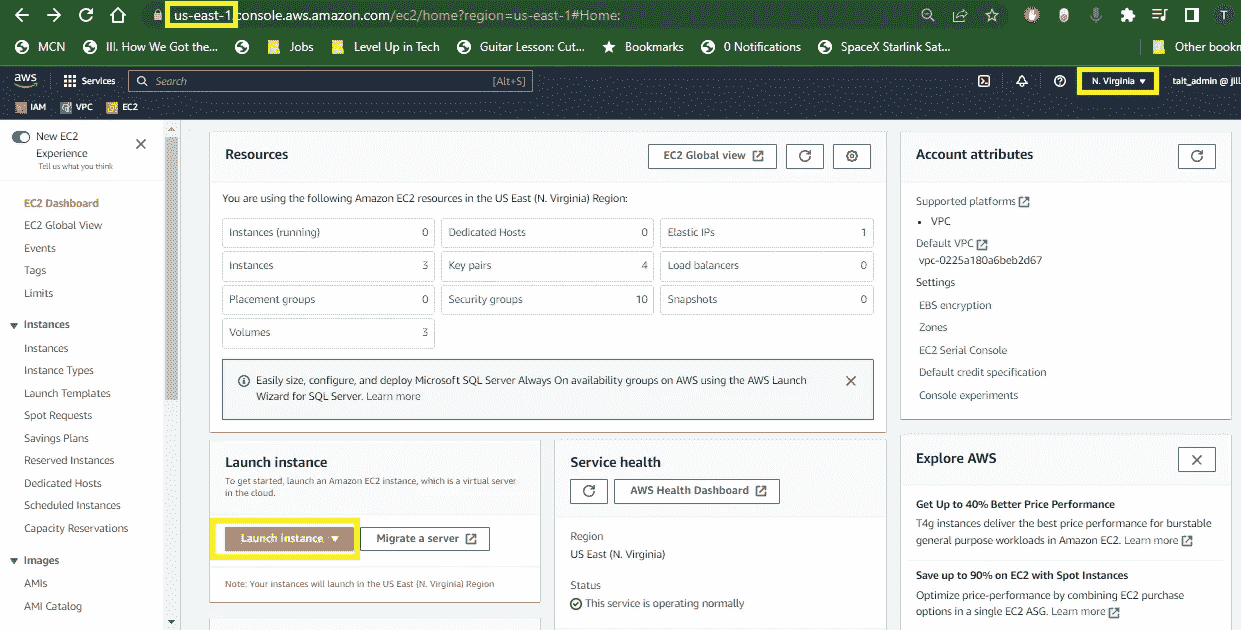 us-east-1.console.aws.amazon.com/ec2/home?region=us-east-1#Home:
T
MCN
III. How We Got the...
Jobs
Level Up in Tech
Guitar Lesson: Cut...
Bookmarks
0 Notifications
SpaceX Starlink Sat...
Other bookm
aws
Services
Search
[Alt+S]
N. Virginia
talt_admin @ jill
IAM
VPC
EC2
New EC2
Experience
Tell us what you think
EC2 Dashboard
EC2 Global View
Events
Tags
Limits
Instances
Instances
Instance Types
Launch Templates
Spot Requests
Savings Plans
Reserved Instances
Dedicated Hosts
Scheduled Instances
Capacity Reservations
Images
AMIs
AMI Catalog
Resources
EC2 Global view
You are using the following Amazon EC2 resources in the US East (N. Virginia) Region:
Instances (running) 0
Dedicated Hosts 0
Elastic IPs 1
Instances 3
Key pairs 4
Load balancers 0
Placement groups 0
Security groups 10
Snapshots 0
Volumes 3
Easily size, configure, and deploy Microsoft SQL Server Always On availability groups on AWS using the AWS Launch
Wizard for SQL Server. Learn more
Launch instance
To get started, launch an Amazon EC2 instance, which is a virtual server
in the cloud.
Launch instance
Migrate a server
Note: Your instances will launch in the US East (N. Virginia) Region
Service health
AWS Health Dashboard
Region
US East (N. Virginia)
Status
This service is operating normally
Account attributes
Supported platforms
• VPC
Default VPC
vpc-0225a180a6beb2d67
Settings
EBS encryption
Zones
EC2 Serial Console
Default credit specification
Console experiments
Explore AWS
Get Up to 40% Better Price Performance
T4g instances deliver the best price performance for burstable
general purpose workloads in Amazon EC2. Learn more
Save up to 90% on EC2 with Spot Instances
Optimize price-performance by combining EC2 purchase
options in a single EC2 ASG. Learn more